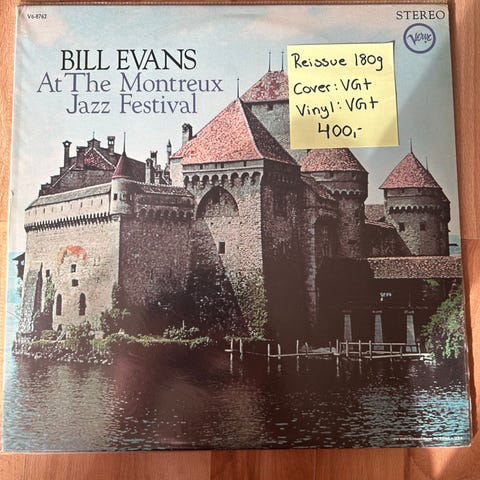 V6-8762
STEREO
Verve
BILL EVANS
At The Montreux
Jazz Festival
Reissue 180g
Cover: VG+
Vinyl: VG+
400,-